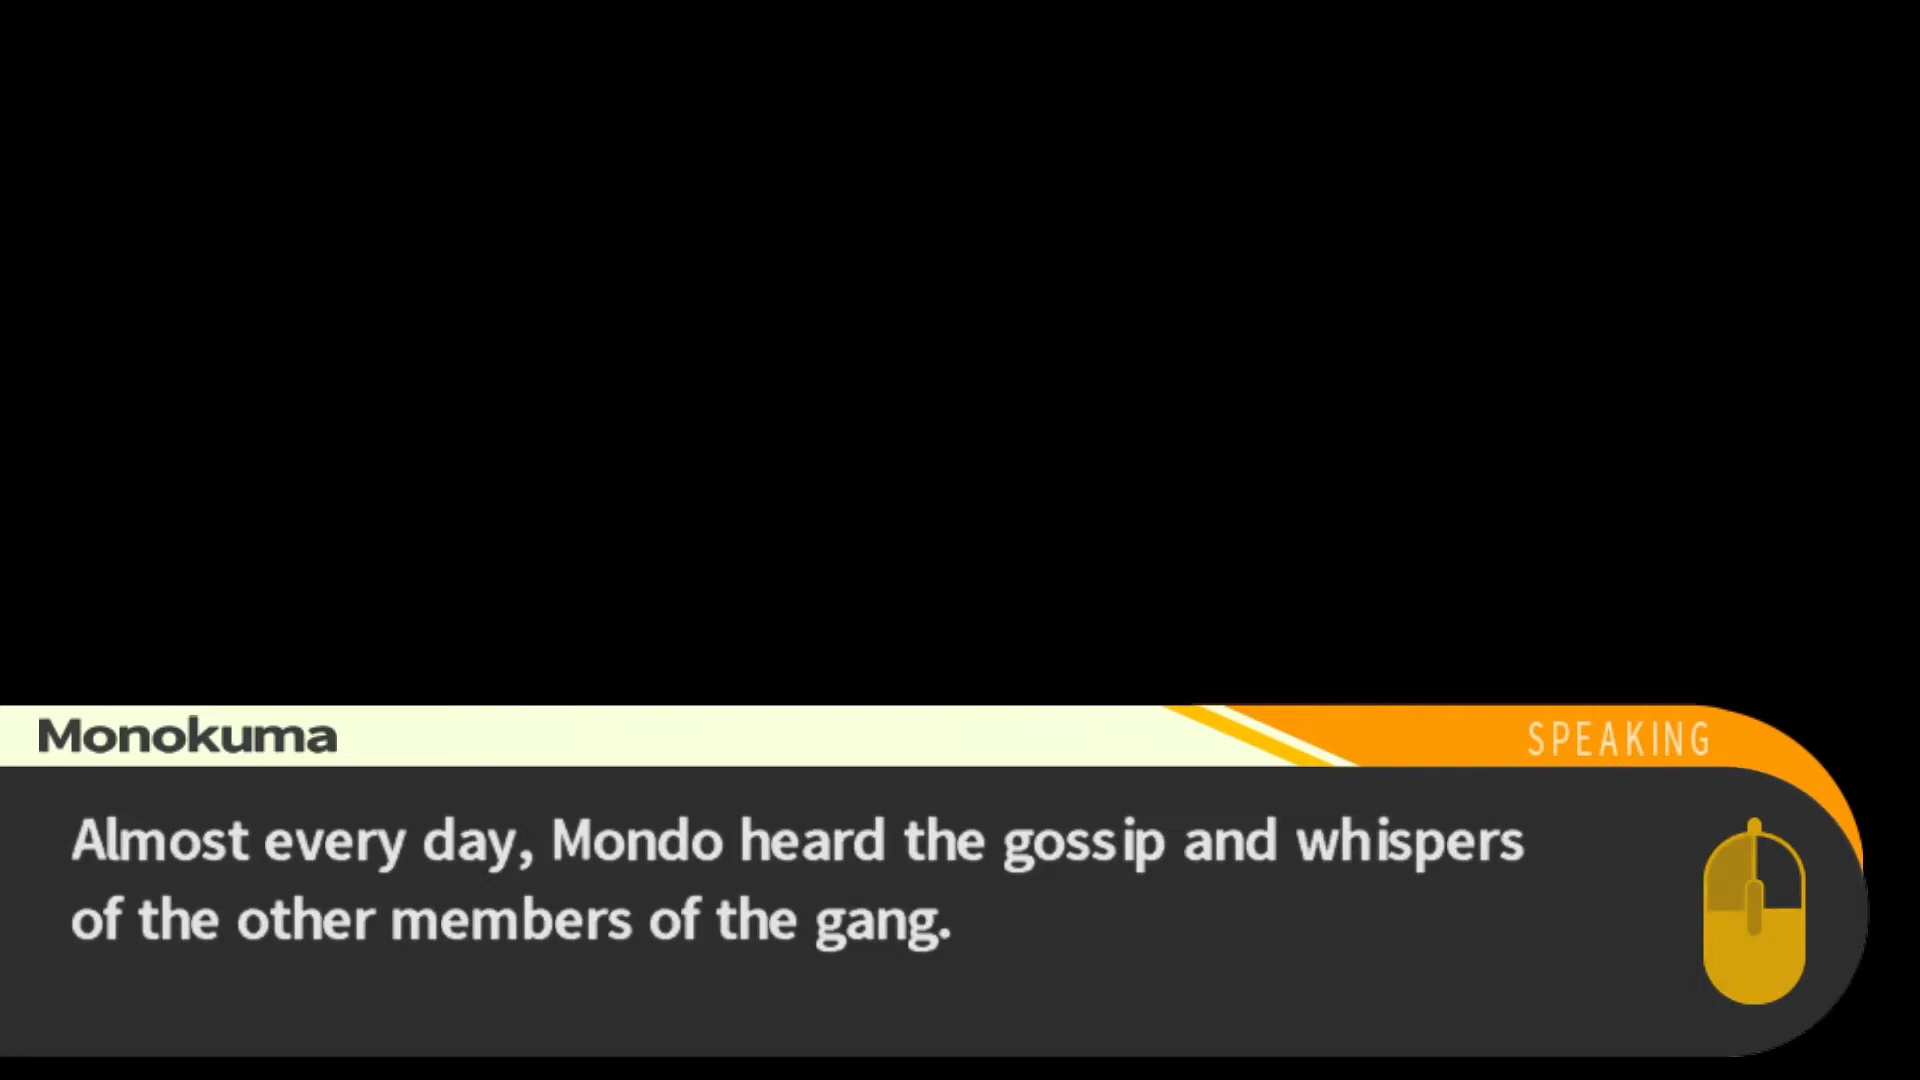 Monokuma
SPEAKING
Almost every day, Mondo heard the gossip and whispers
of the other members of the gang.